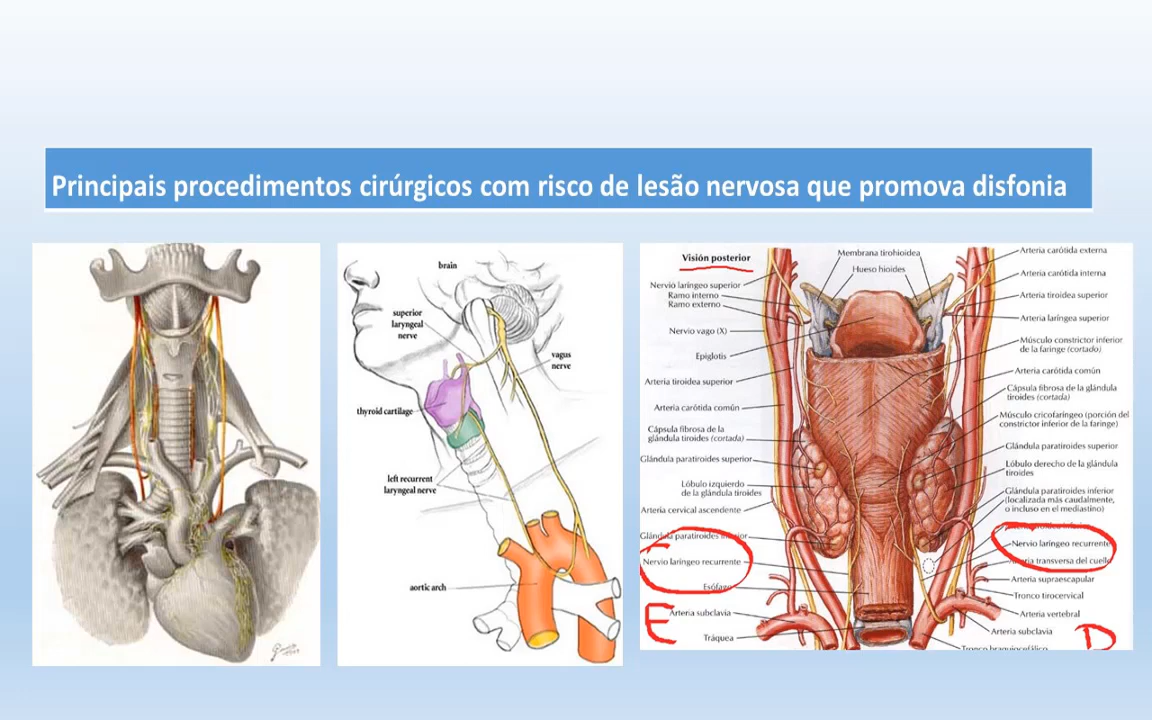 Principais procedimentos cirúrgicos com risco de lesão nervosa que promova disfonia
brain
superior
laryngeal
nerve
vagus
nerve
thyroid cartilage
left recurrent
laryngeal nerve
aortic arch
Visión posterior
Nervio laríngeo superior
Ramo interno
Ramo externo
Nervio vago (X)
Epiglotis
Arteria tiroidea superior
Arteria carótida común
Cápsula fibrosa de la
glándula tiroides (cortada)
Glándula paratiroides superior
Lóbulo izquierdo
de la glándula tiroides
Arteria cervical ascendente
Glándula paratiroides inferior
Nervio laríngeo recurrente
Esófago
E
Arteria subclavia
Tráquea
Membrana tirohioidea
Hueso hioides
Arteria carótida externa
Arteria carótida interna
Arteria tiroidea superior
Arteria laríngea superior
Músculo constrictor inferior
de la faringe (cortado)
Arteria carótida común
Cápsula fibrosa de la glándula
tiroides (cortada)
Músculo cricofaríngeo (porción del
constrictor inferior de la faringe)
Glándula paratiroides superior
Lóbulo derecho de la glándula
tiroides
Glándula paratiroides inferior
(localizada más caudalmente,
o incluso en el mediastino)
Nervio laríngeo recurrente
Arteria transversa del cuello
Arteria supraescapular
Tronco tirocervical
Arteria vertebral
Arteria subclavia
D
Tronco braquiocefálico